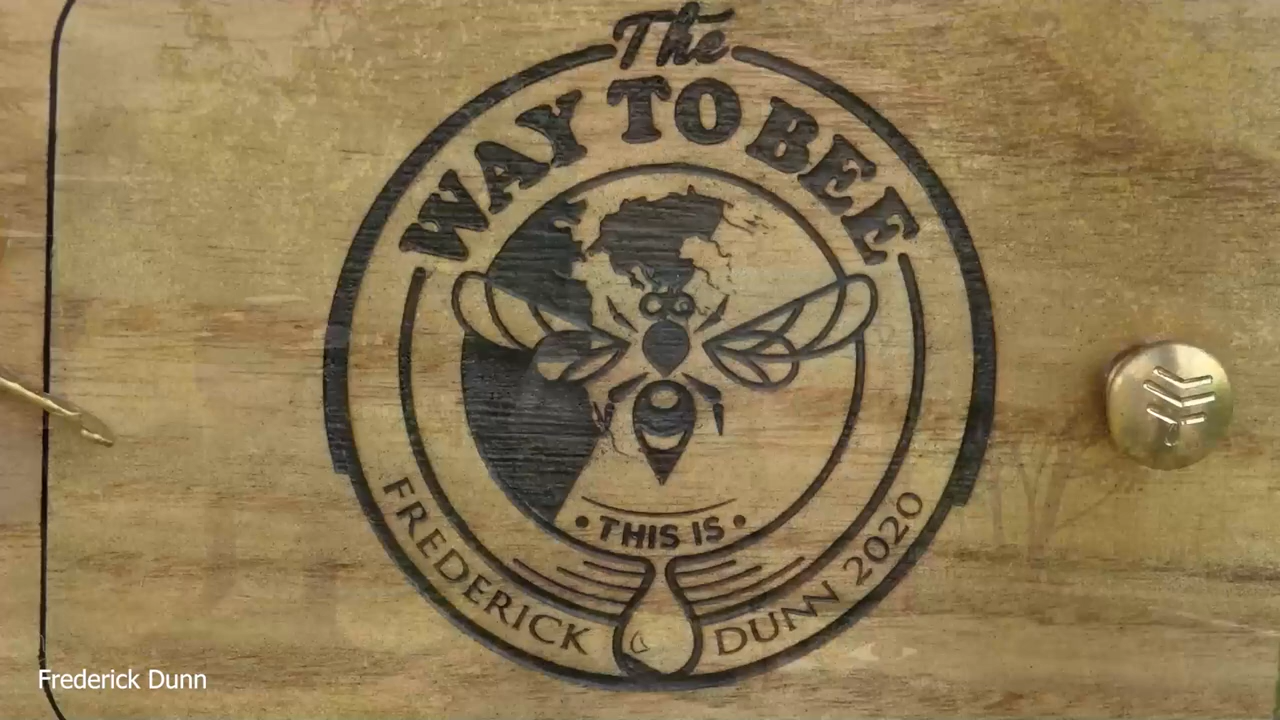 The
WAY TO BEE
• THIS IS •
FREDERICK DUNN 2020
Frederick Dunn